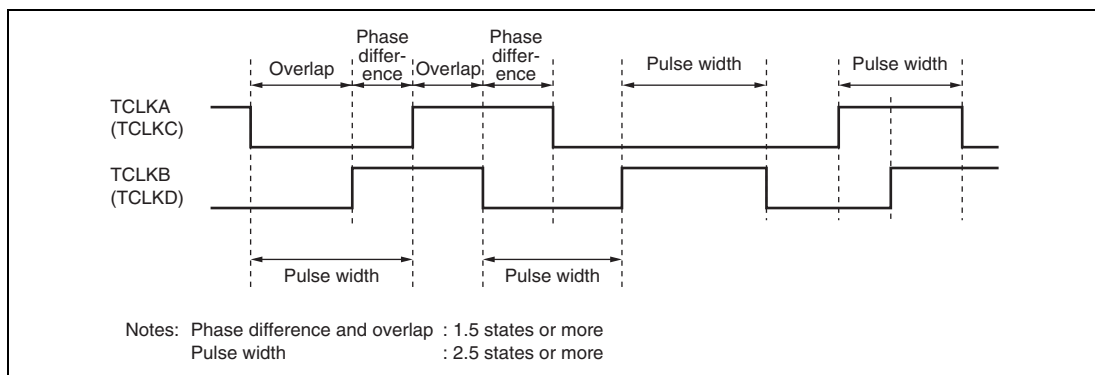 Phase
differ-
ence
Overlap
Overlap
Phase
differ-
ence
Pulse width
Pulse width
TCLKA
(TCLKC)
TCLKB
(TCLKD)
Pulse width
Pulse width
Notes: Phase difference and overlap : 1.5 states or more
Pulse width : 2.5 states or more